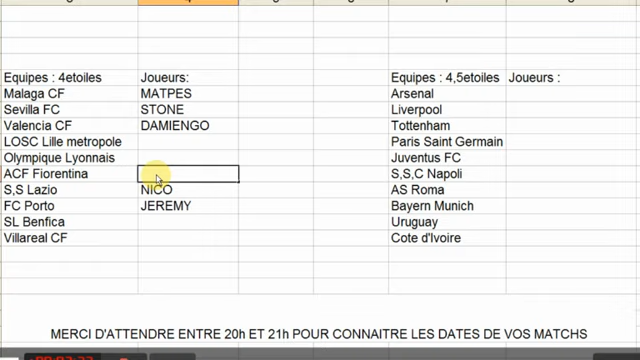 Equipes : 4etoiles Joueurs: Equipes : 4,5etoiles Joueurs :
Malaga CF MATPES Arsenal
Sevilla FC STONE Liverpool
Valencia CF DAMIENGO Tottenham
LOSC Lille metropole Paris Saint Germain
Olympique Lyonnais Juventus FC
ACF Fiorentina S,S,C Napoli
S,S Lazio NICO AS Roma
FC Porto JEREMY Bayern Munich
SL Benfica Uruguay
Villareal CF Cote d'Ivoire
MERCI D'ATTENDRE ENTRE 20h ET 21h POUR CONNAITRE LES DATES DE VOS MATCHS